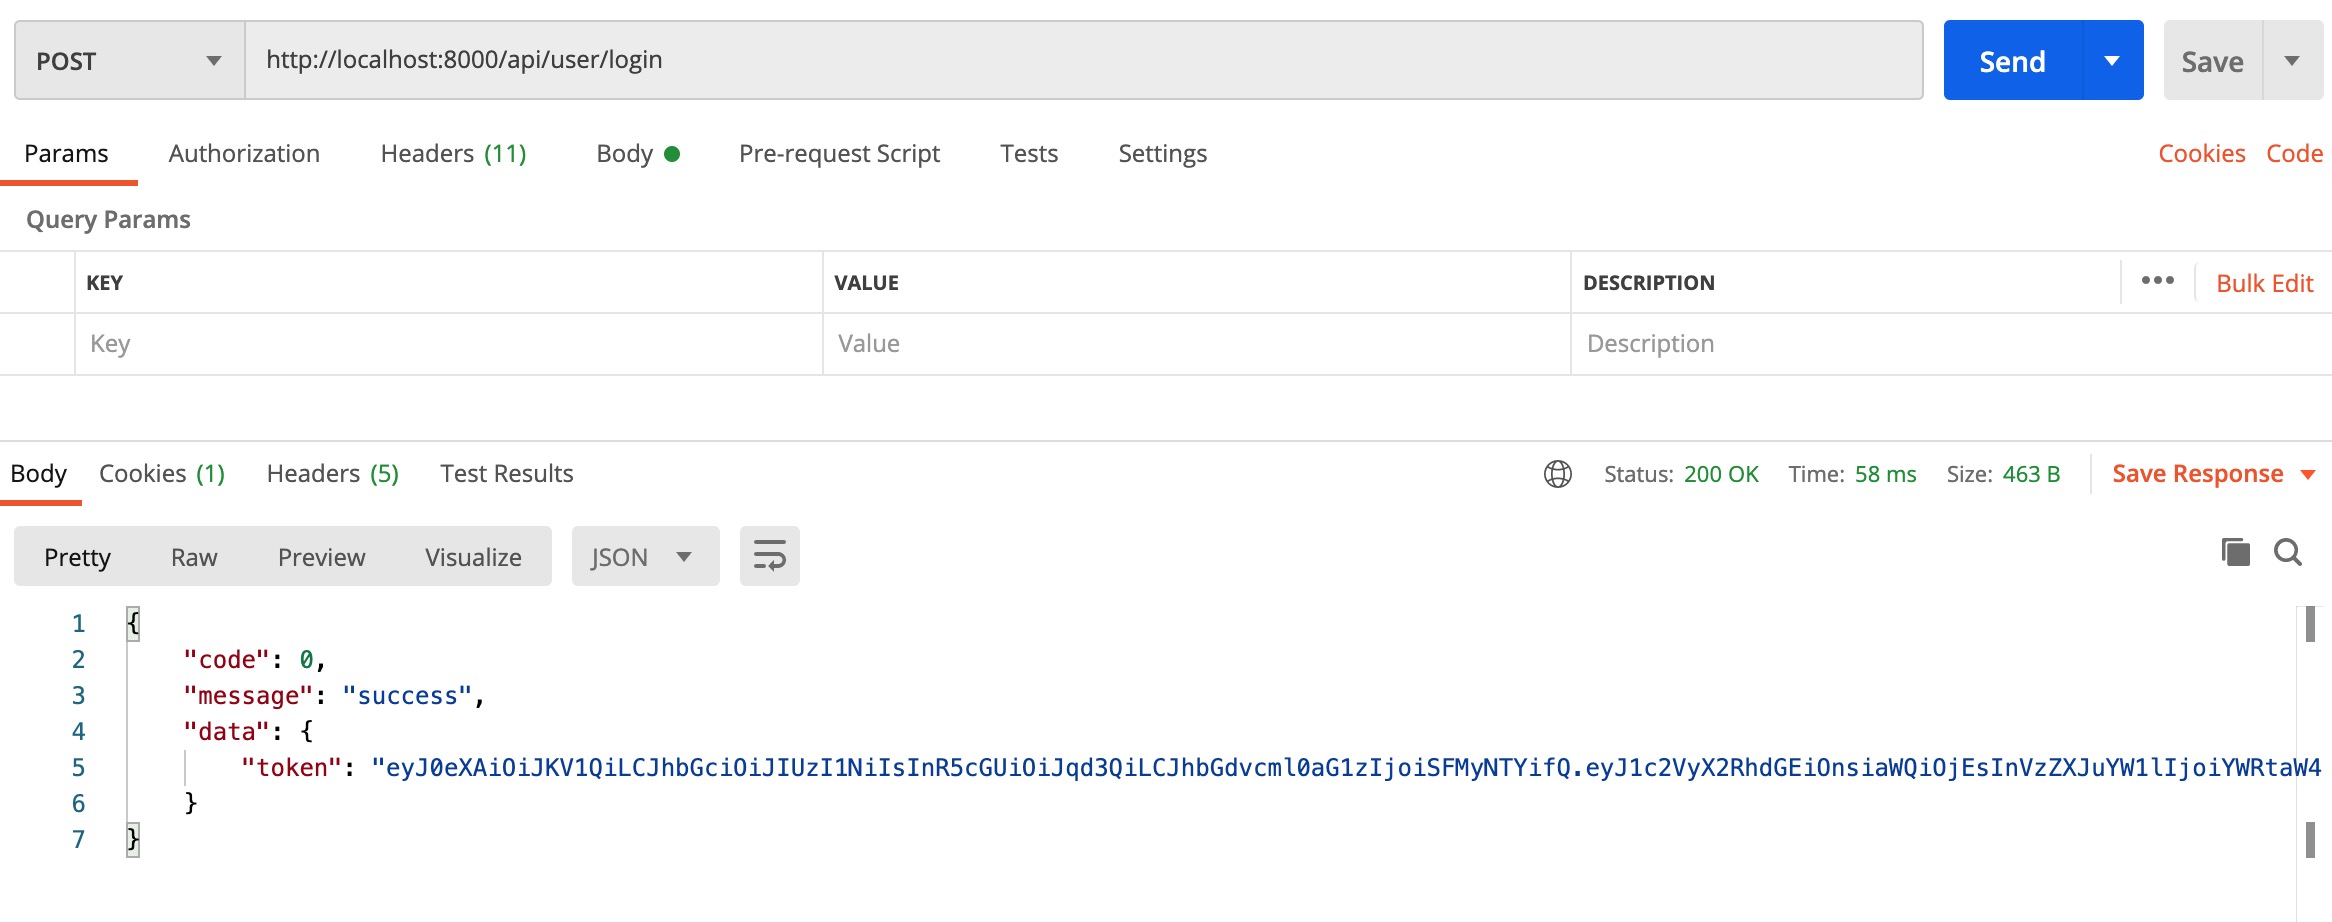 POST http://localhost:8000/api/user/login Send Save
Params Authorization Headers (11) Body Pre-request Script Tests Settings Cookies Code
Query Params
KEY VALUE DESCRIPTION ••• Bulk Edit
Key Value Description
Body Cookies (1) Headers (5) Test Results Status: 200 OK Time: 58 ms Size: 463 B Save Response
Pretty Raw Preview Visualize JSON
1 {
2 "code": 0,
3 "message": "success",
4 "data": {
5 "token": "eyJ0eXAiOiJKV1QiLCJhbGciOiJIUzI1NiIsInR5cGUiOiJqd3QiLCJhbGdvcml0aG1zIjoiSFMyNTYifQ.eyJ1c2VyX2RhdGEiOnsiaWQiOjEsInVzZXJuYW1lIjoiYWRtaW4
6 }
7 }